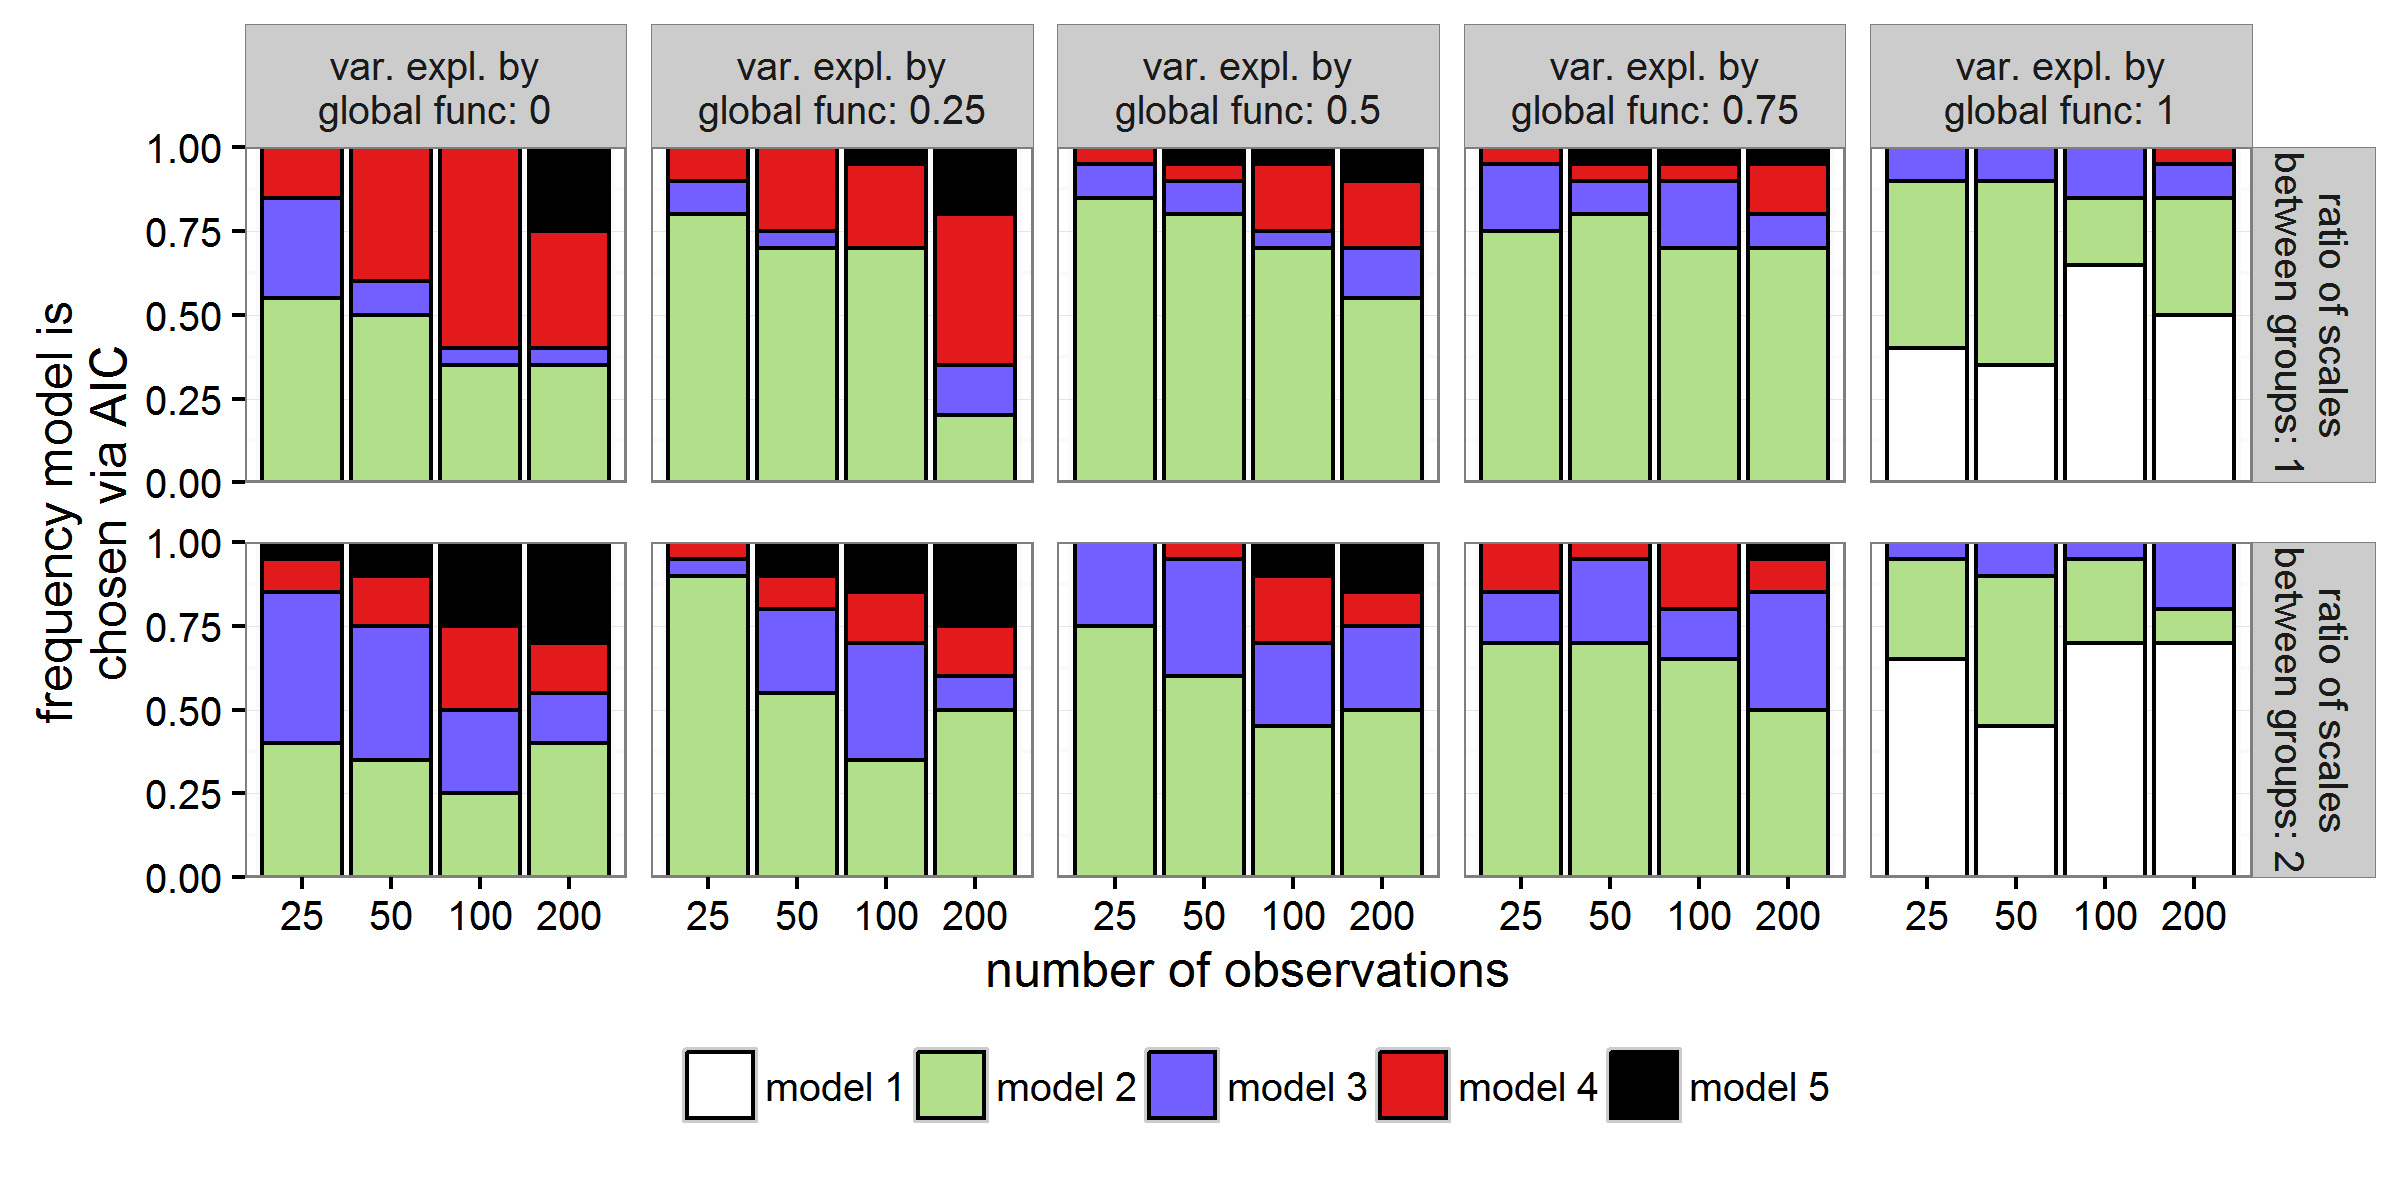 var. expl. by
global func: 0
var. expl. by
global func: 0.25
var. expl. by
global func: 0.5
var. expl. by
global func: 0.75
var. expl. by
global func: 1
frequency model is
chosen via AIC
1.00
0.75
0.50
0.25
0.00
ratio of scales
between groups: 1
1.00
0.75
0.50
0.25
0.00
ratio of scales
between groups: 2
25 50 100 200 25 50 100 200 25 50 100 200 25 50 100 200 25 50 100 200
number of observations
model 1 model 2 model 3 model 4 model 5